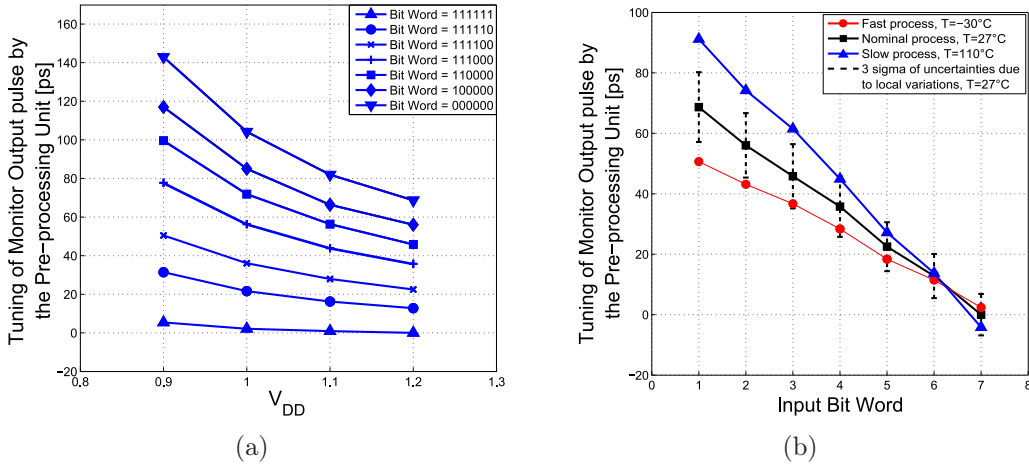 Tuning of Monitor Output pulse by
the Pre-processing Unit [ps]
160
140
120
100
80
60
40
20
0
−20
0.8
0.9
1
1.1
1.2
1.3
V_DD
Bit Word = 111111
Bit Word = 111110
Bit Word = 111100
Bit Word = 111000
Bit Word = 110000
Bit Word = 100000
Bit Word = 000000
(a)
Tuning of Monitor Output pulse by
the Pre-processing Unit [ps]
100
80
60
40
20
0
−20
0
1
2
3
4
5
6
7
8
Input Bit Word
Fast process, T=−30°C
Nominal process, T=27°C
Slow process, T=110°C
3 sigma of uncertainties due
to local variations, T=27°C
(b)